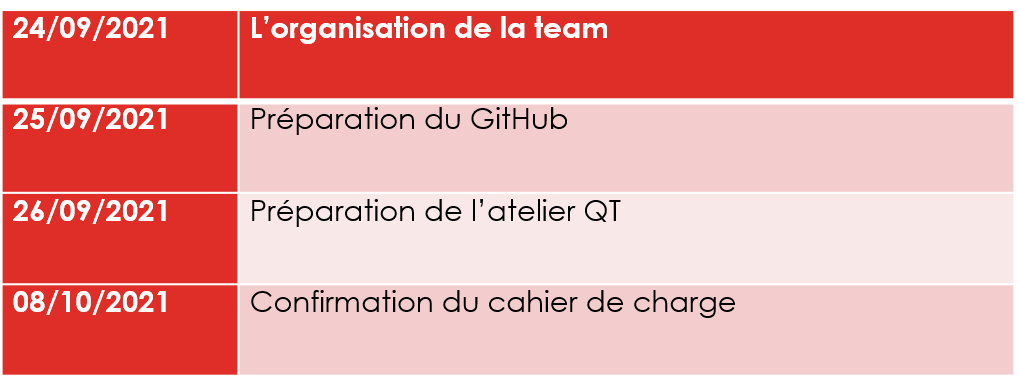 24/09/2021 L’organisation de la team
25/09/2021 Préparation du GitHub
26/09/2021 Préparation de l’atelier QT
08/10/2021 Confirmation du cahier de charge